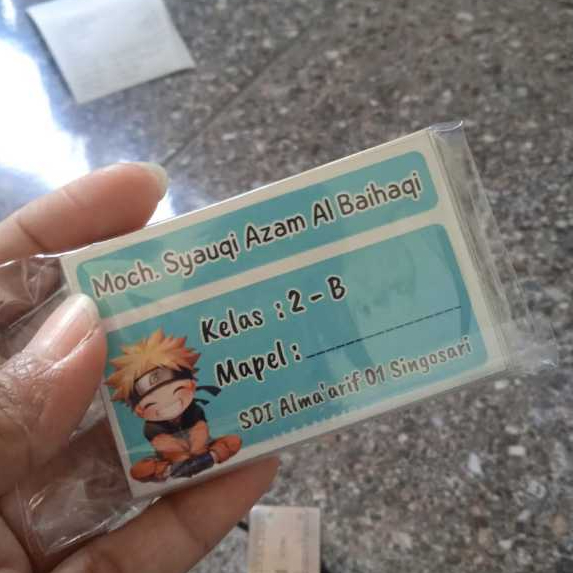 Moch. Syauqi Azam Al Baihaqi
Kelas : 2 - B
Mapel :
SDI Alma'arif 01 Singosari